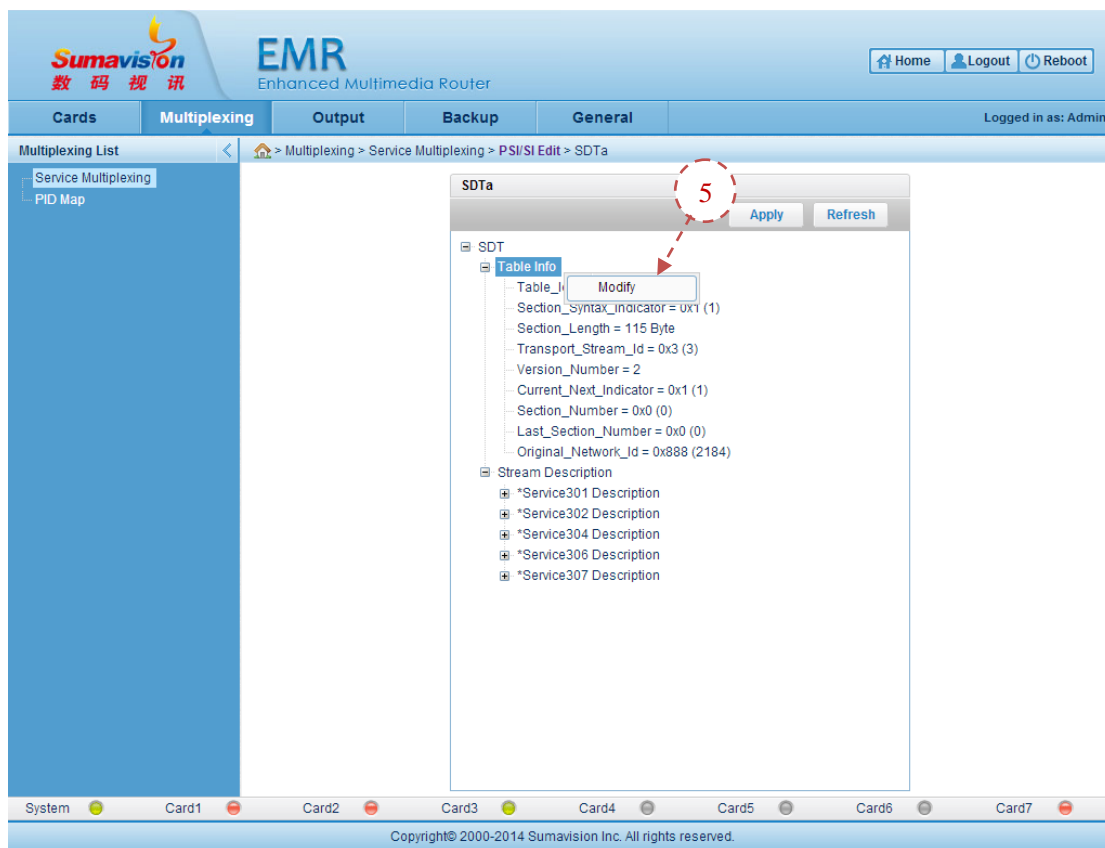 Sumavision
数码视讯
EMR
Enhanced Multimedia Router
Home Logout Reboot
Cards Multiplexing Output Backup General Logged in as: Admin
Multiplexing List
> Multiplexing > Service Multiplexing > PSI/SI Edit > SDTa
Service Multiplexing
PID Map
SDTa
5
Apply Refresh
SDT
Table Info
Modify
Section_Syntax_Indicator = 0x1 (1)
Section_Length = 115 Byte
Transport_Stream_Id = 0x3 (3)
Version_Number = 2
Current_Next_Indicator = 0x1 (1)
Section_Number = 0x0 (0)
Last_Section_Number = 0x0 (0)
Original_Network_Id = 0x888 (2184)
Stream Description
*Service301 Description
*Service302 Description
*Service304 Description
*Service306 Description
*Service307 Description
System Card1 Card2 Card3 Card4 Card5 Card6 Card7
Copyright© 2000-2014 Sumavision Inc. All rights reserved.